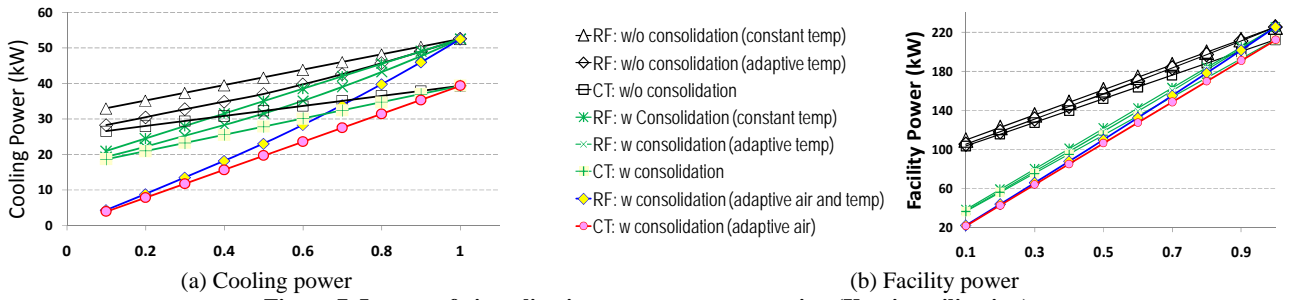 Cooling Power (kW)
60
50
40
30
20
10
0
0 0.2 0.4 0.6 0.8 1
(a) Cooling power
RF: w/o consolidation (constant temp)
RF: w/o consolidation (adaptive temp)
CT: w/o consolidation
RF: w Consolidation (constant temp)
RF: w consolidation (adaptive temp)
CT: w consolidation
RF: w consolidation (adaptive air and temp)
CT: w consolidation (adaptive air)
Facility Power (kW)
220
180
140
100
60
20
0.1 0.3 0.5 0.7 0.9
(b) Facility power